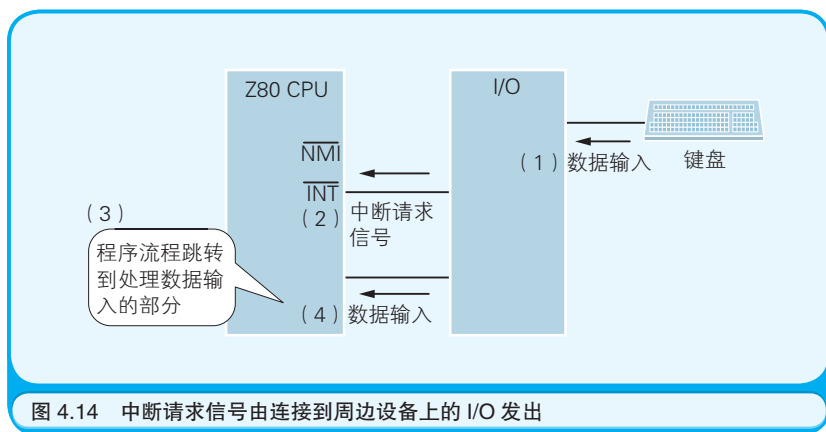 Z80 CPU
I/O
NMI
INT
(1)数据输入
键盘
(2)
中断请求
信号
(3)
程序流程跳转
到处理数据输
入的部分
(4)数据输入
图 4.14 中断请求信号由连接到周边设备上的 I/O 发出